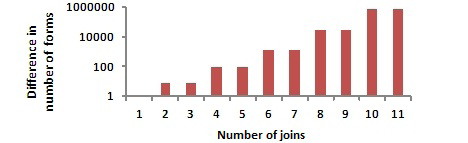 Difference in
number of forms
1000000
10000
100
1
1 2 3 4 5 6 7 8 9 10 11
Number of joins